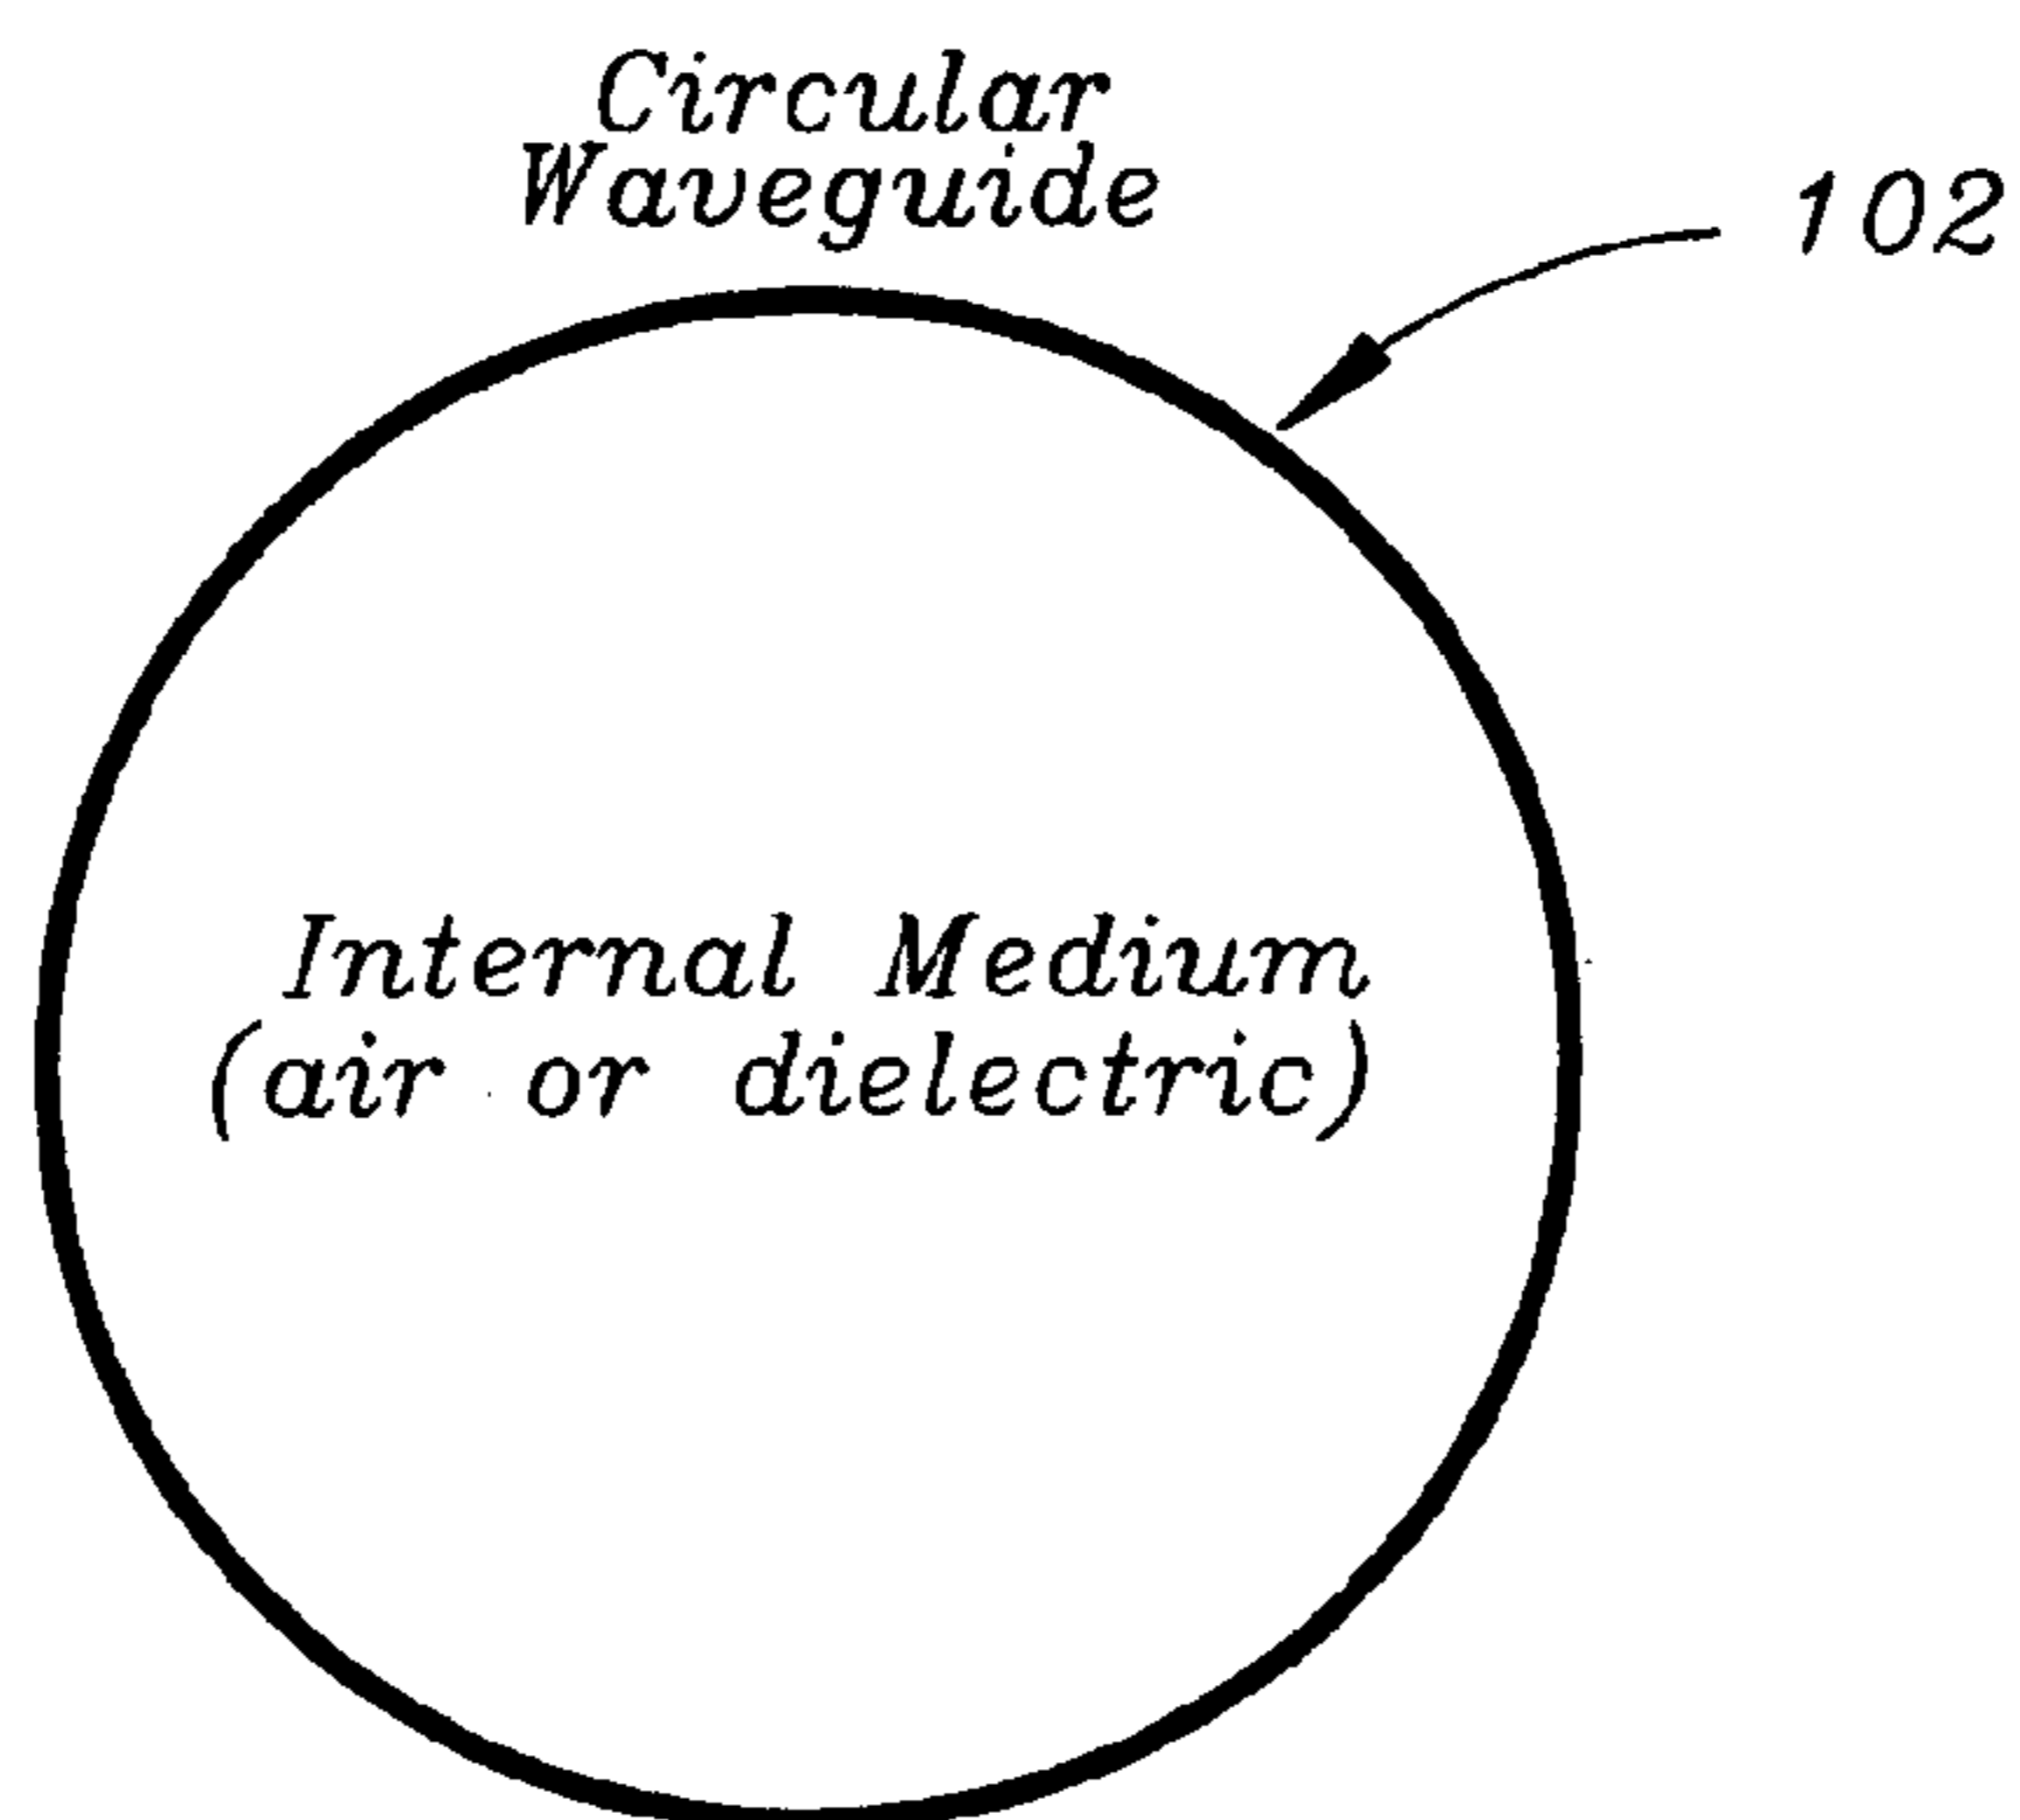 Circular
Waveguide
102
Internal Medium
(air or dielectric)